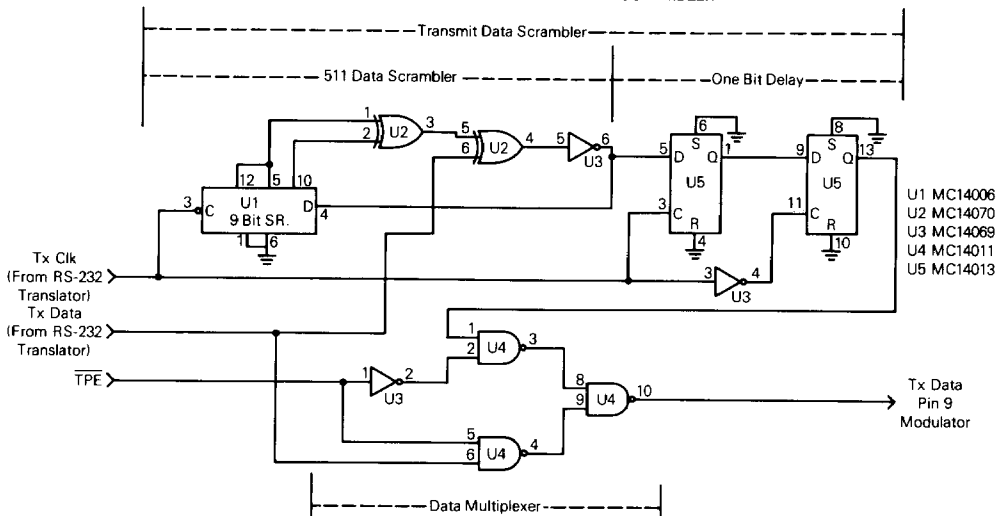 Transmit Data Scrambler
511 Data Scrambler
One Bit Delay
1
2
U2
3
5
6
U2
4
5
U3
6
12
5
10
3
C
U1
9 Bit SR.
D
4
1
6
6
S
5
D
Q
1
U5
3
C
R
4
8
S
9
D
Q
13
U5
11
C
R
10
3
4
U3
U1 MC14006
U2 MC14070
U3 MC14069
U4 MC14011
U5 MC14013
Tx Clk
(From RS-232
Translator)
Tx Data
(From RS-232
Translator)
TPE
1
2
U3
1
2
U4
3
5
6
U4
4
8
9
U4
10
Tx Data
Pin 9
Modulator
Data Multiplexer